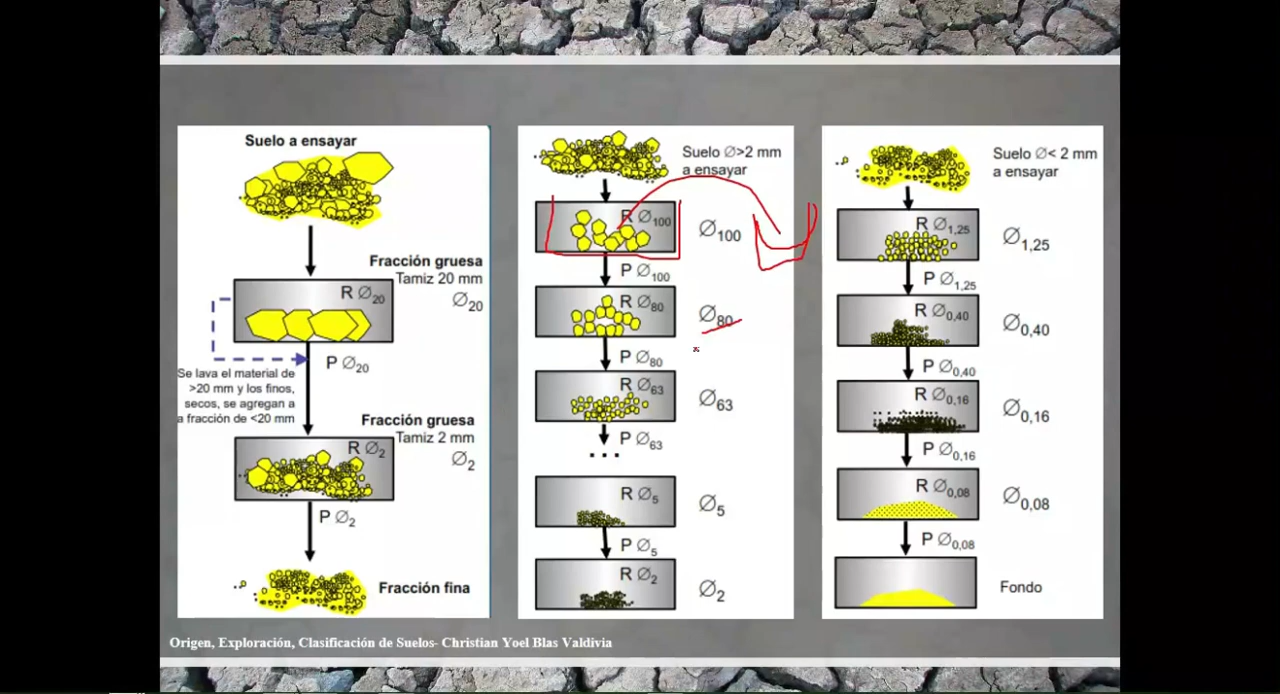 Suelo a ensayar
Fracción gruesa
Tamiz 20 mm
R Ø20
Ø20
P Ø20
Se lava el material de
>20 mm y los finos,
secos, se agregan a
a fracción de <20 mm
Fracción gruesa
Tamiz 2 mm
R Ø2
Ø2
P Ø2
Fracción fina
Suelo Ø>2 mm
a ensayar
R Ø100
Ø100
P Ø100
R Ø80
Ø80
P Ø80
R Ø63
Ø63
P Ø63
...
R Ø5
Ø5
P Ø5
R Ø2
Ø2
Suelo Ø< 2 mm
a ensayar
R Ø1,25
Ø1,25
P Ø1,25
R Ø0,40
Ø0,40
P Ø0,40
R Ø0,16
Ø0,16
P Ø0,16
R Ø0,08
Ø0,08
P Ø0,08
Fondo
Origen, Exploración, Clasificación de Suelos- Christian Yoel Blas Valdivia